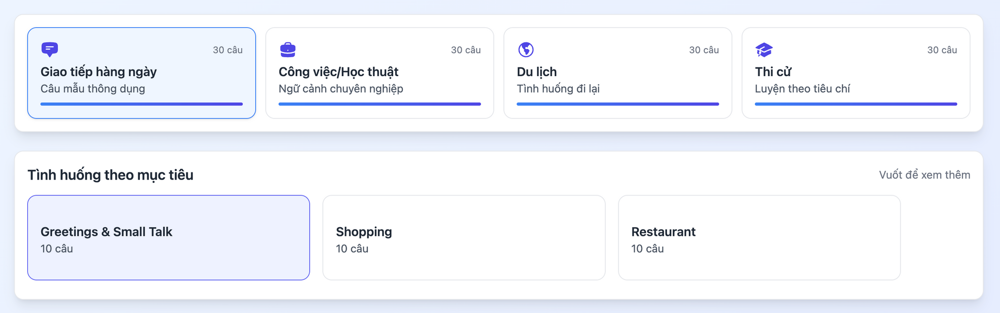 30 câu
Giao tiếp hàng ngày
Câu mẫu thông dụng
30 câu
Công việc/Học thuật
Ngữ cảnh chuyên nghiệp
30 câu
Du lịch
Tình huống đi lại
30 câu
Thi cử
Luyện theo tiêu chí
Tình huống theo mục tiêu
Vuốt để xem thêm
Greetings & Small Talk
10 câu
Shopping
10 câu
Restaurant
10 câu